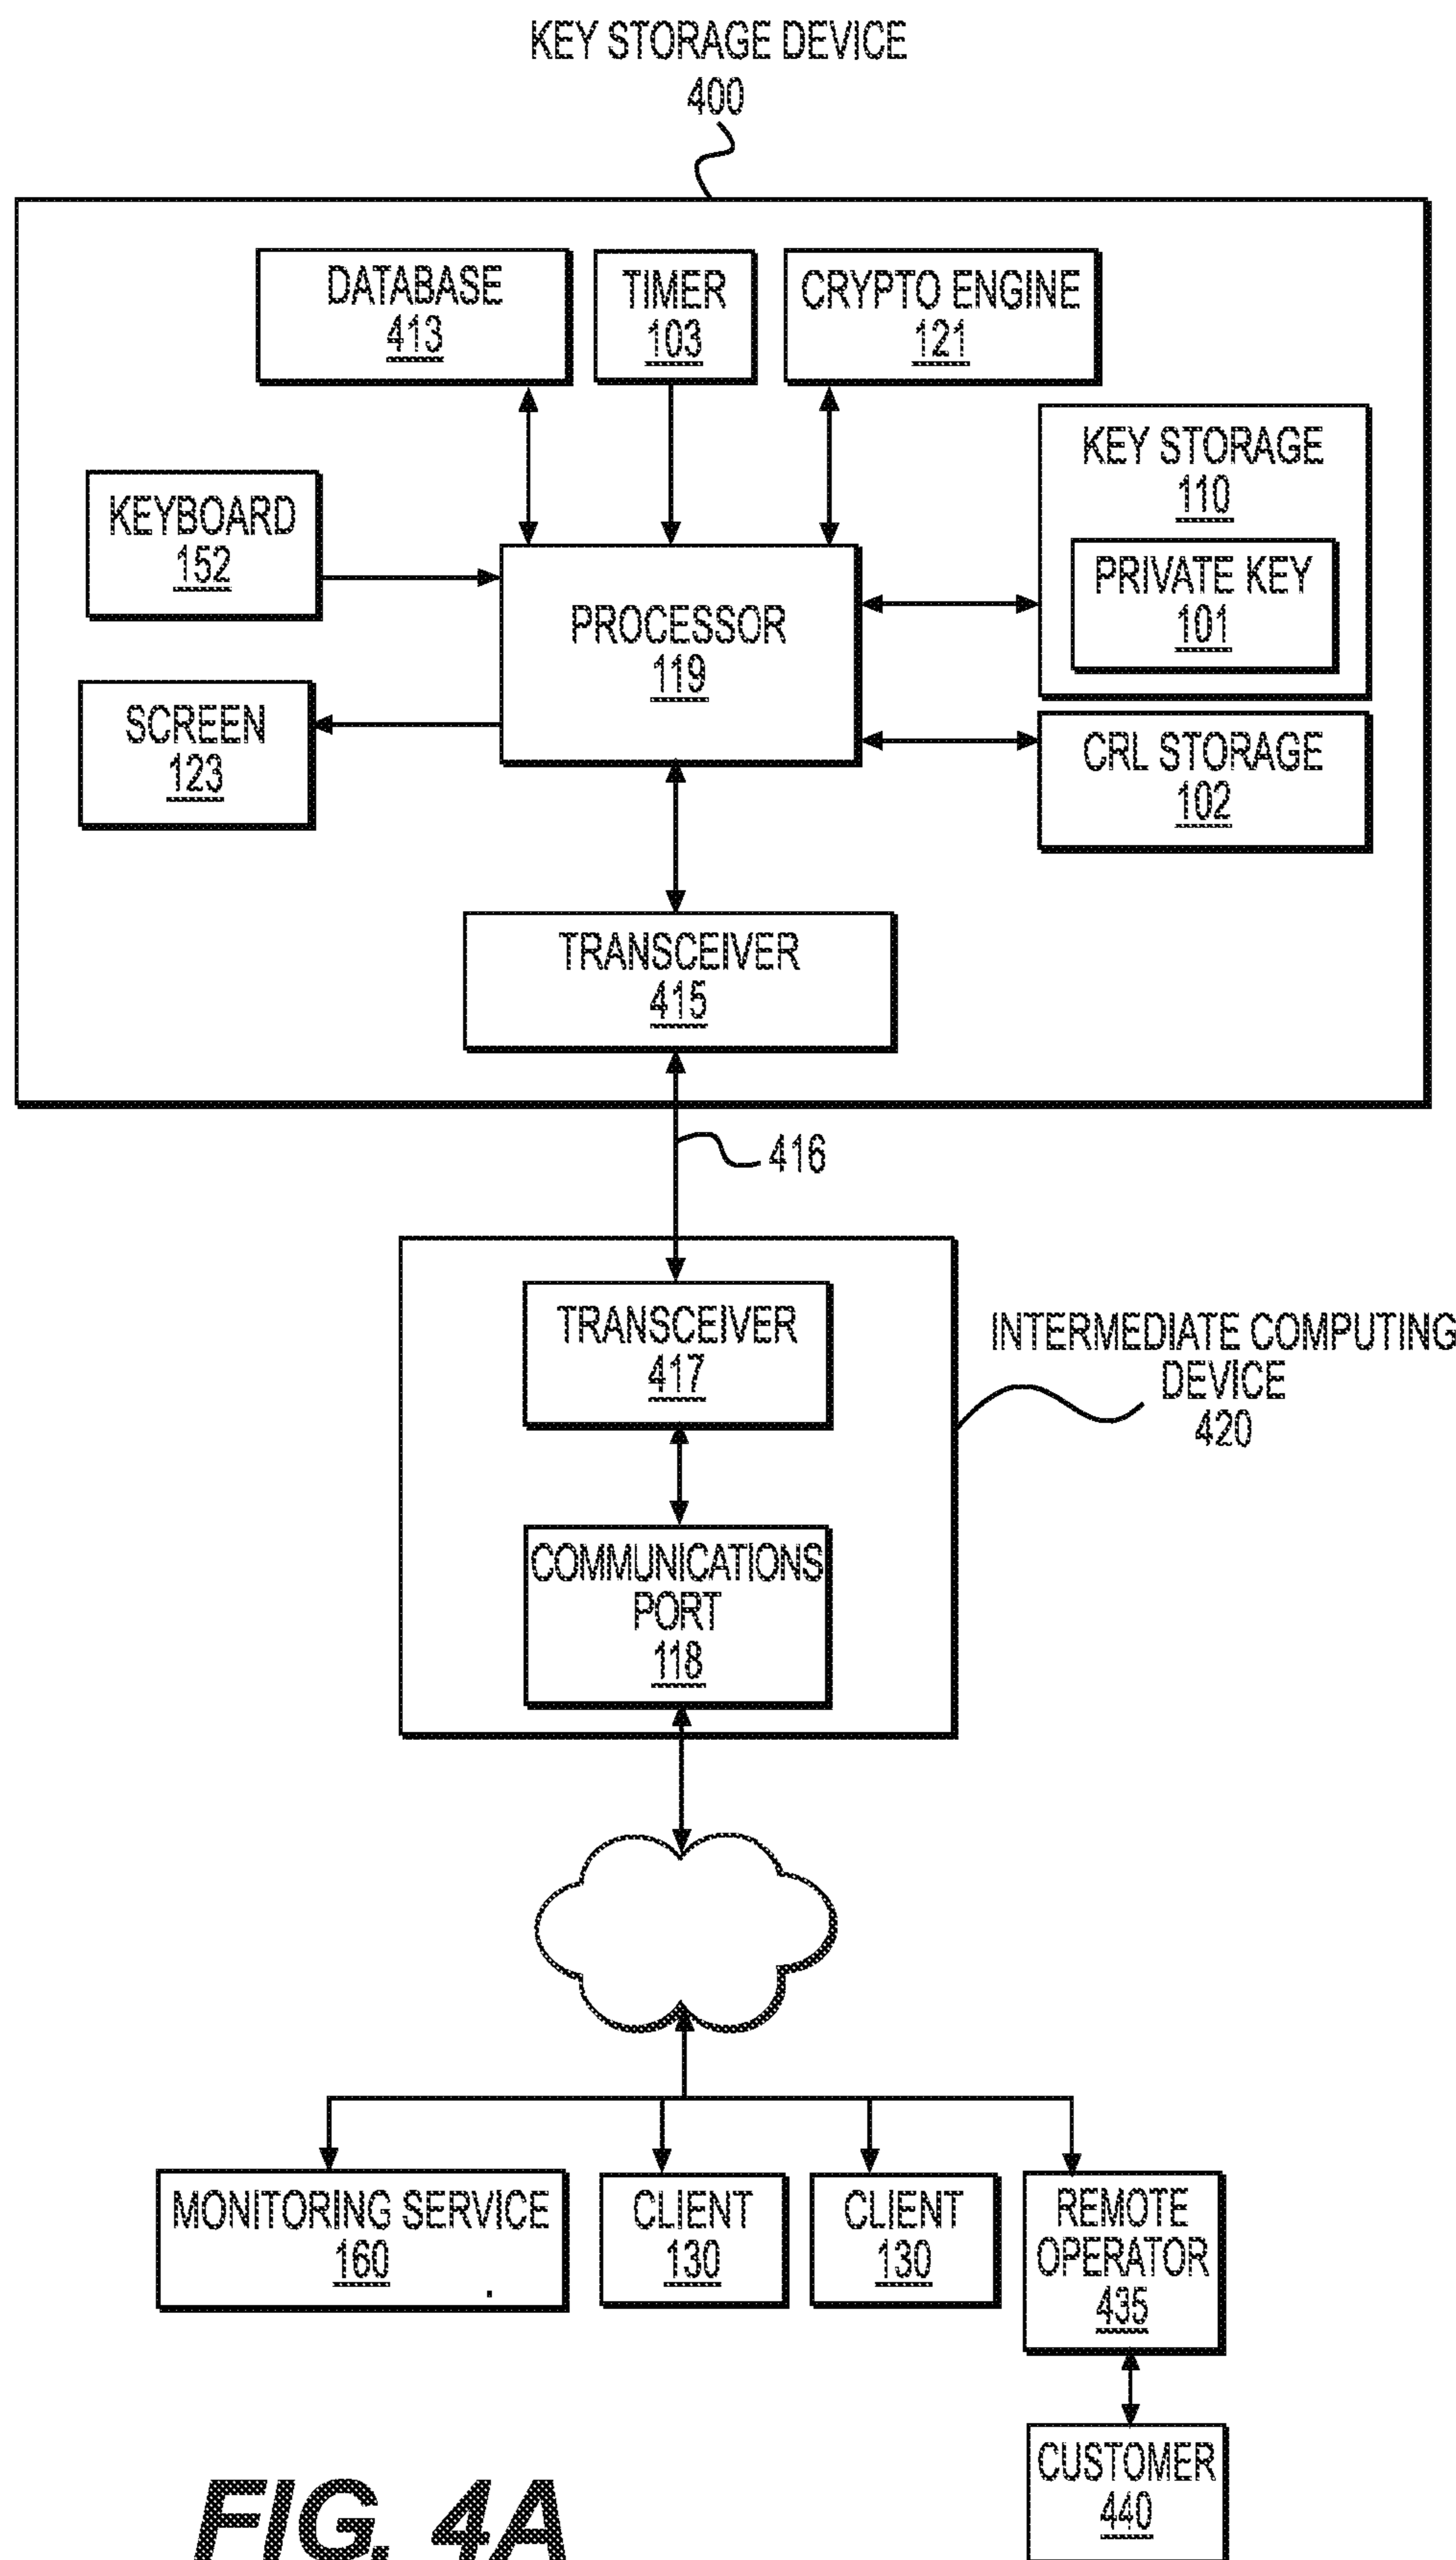 KEY STORAGE DEVICE
400
DATABASE
413
TIMER
103
CRYPTO ENGINE
121
KEY STORAGE
110
PRIVATE KEY
101
KEYBOARD
152
PROCESSOR
119
SCREEN
123
CRL STORAGE
102
TRANSCEIVER
415
416
TRANSCEIVER
417
INTERMEDIATE COMPUTING
DEVICE
420
COMMUNICATIONS
PORT
118
MONITORING SERVICE
160
CLIENT
130
CLIENT
130
REMOTE
OPERATOR
435
CUSTOMER
440
FIG. 4A